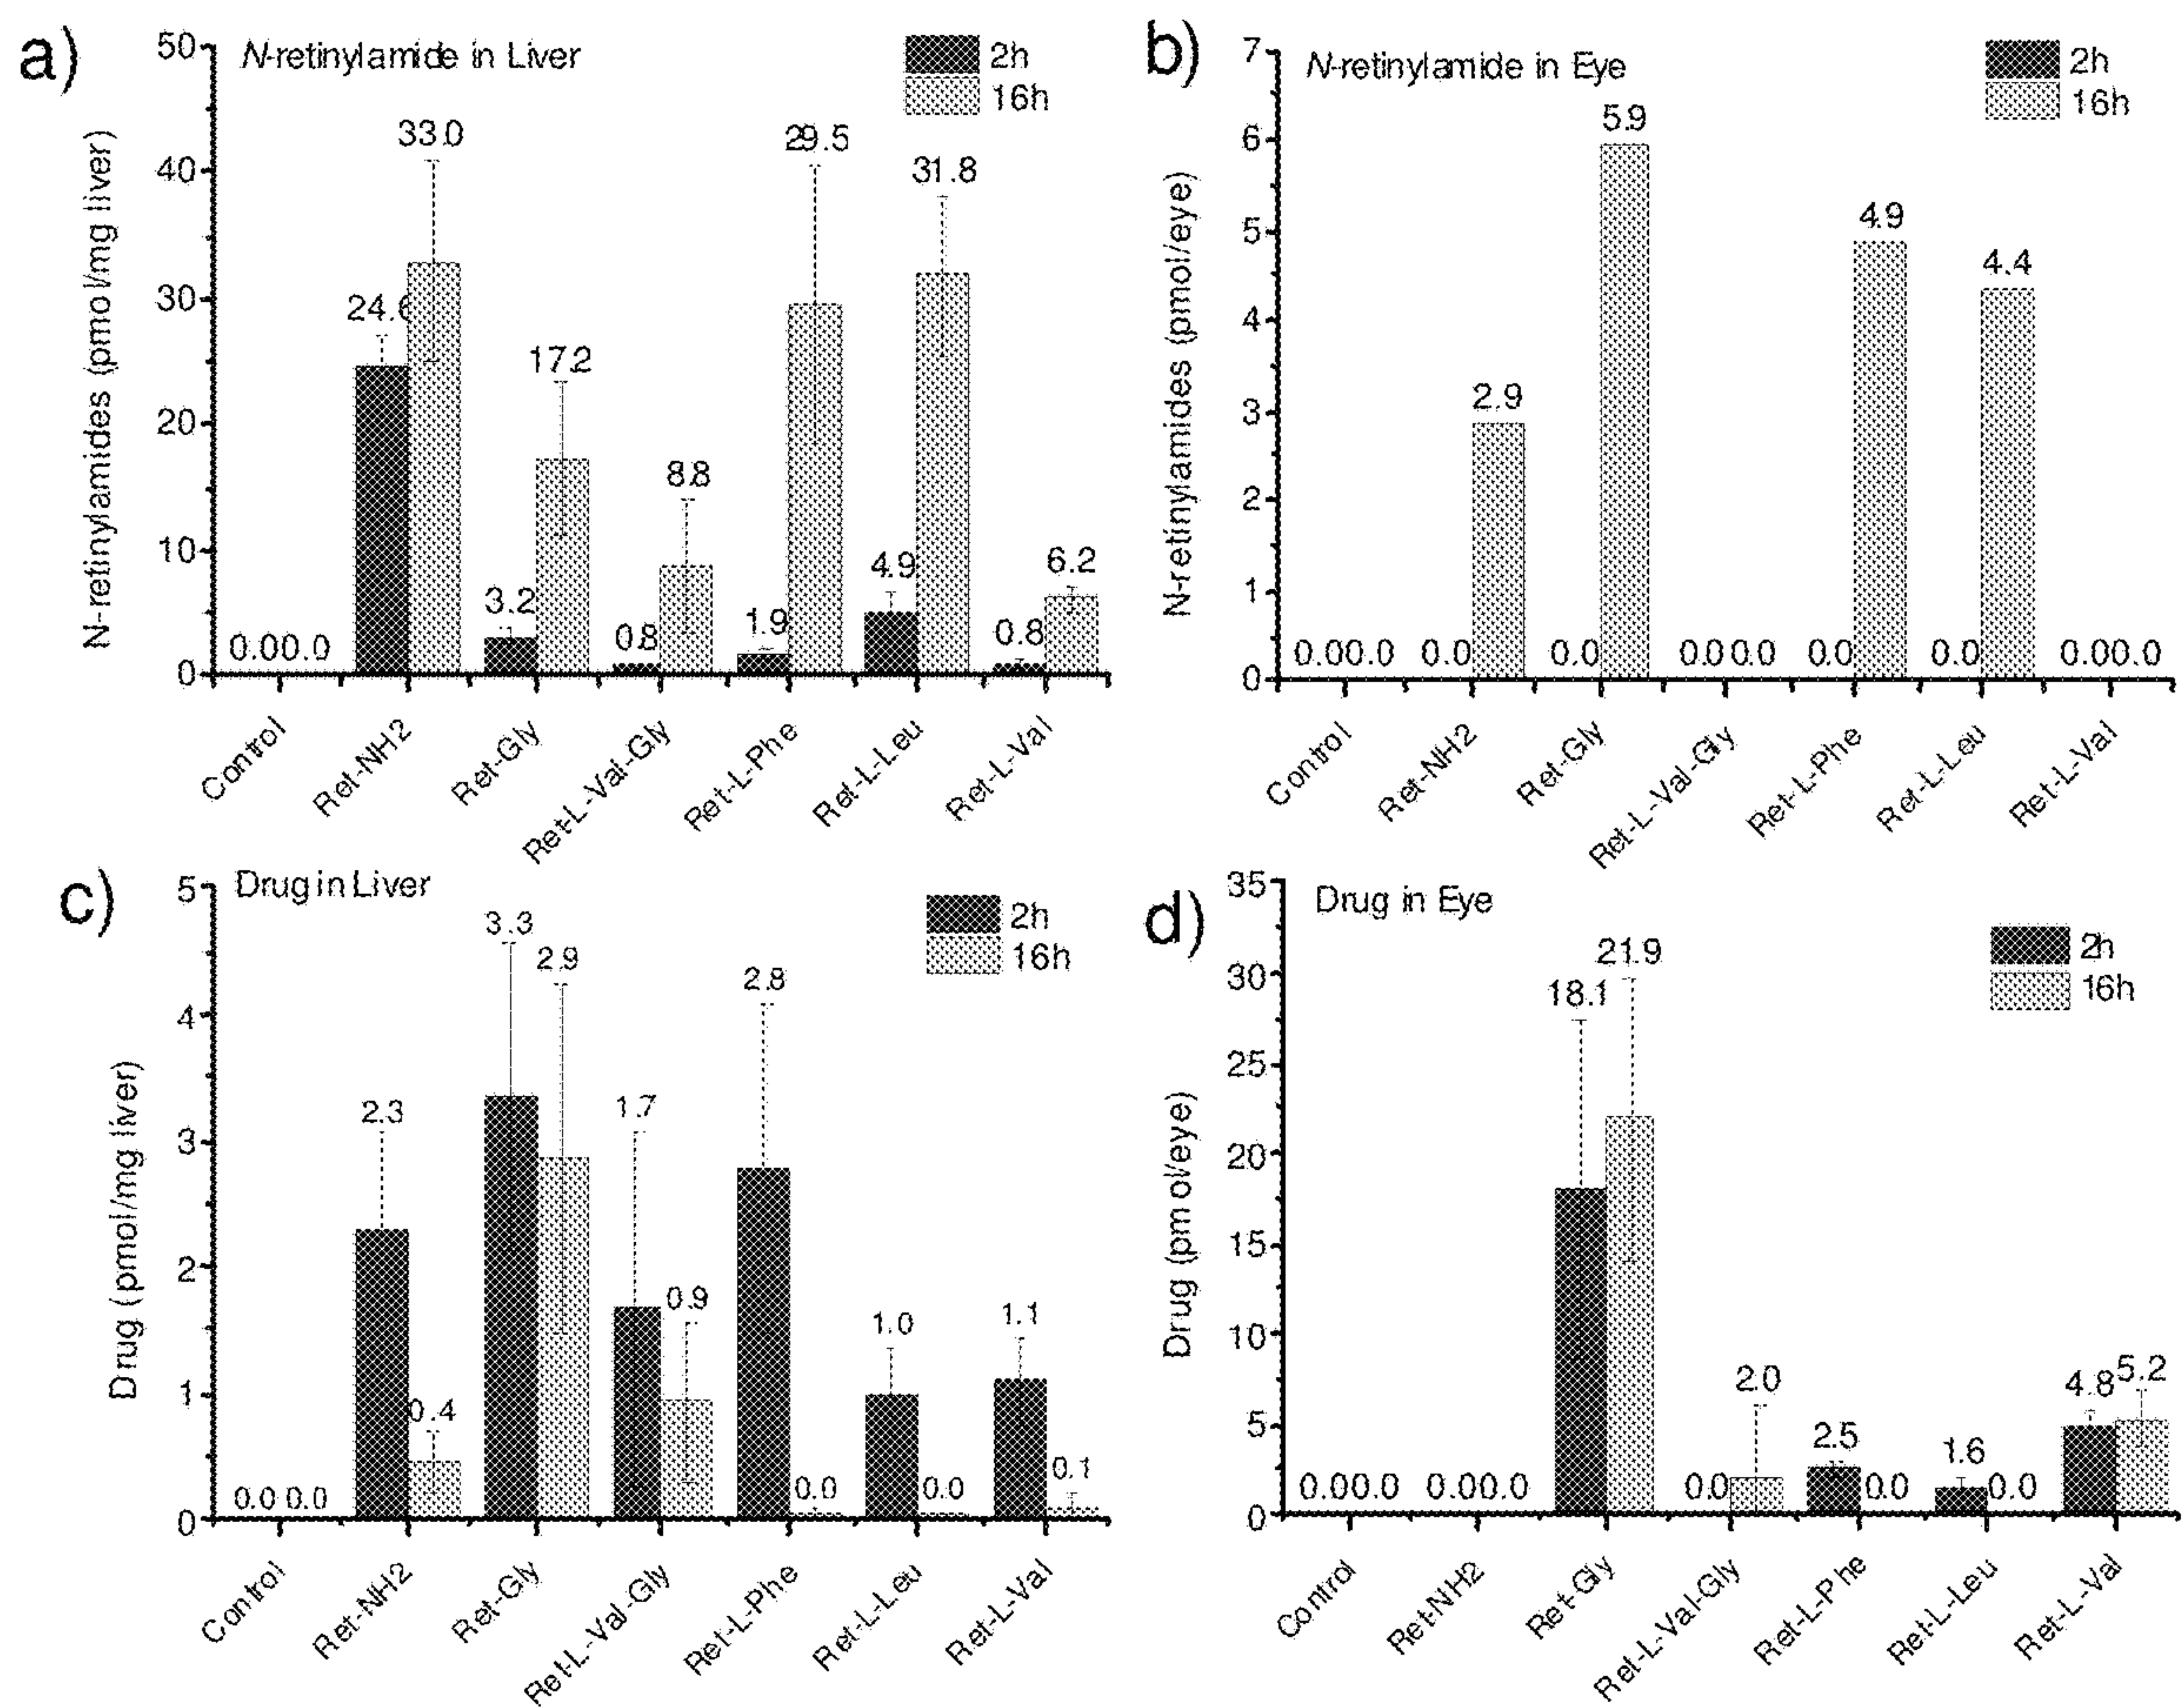 a)
N-retinylamide in Liver
2h
16h
N-retinylamides (pmol/mg liver)
50
40
30
20
10
0
0.0 0.0
24.6 33.0
3.2 17.2
0.8 8.8
1.9 29.5
4.9 31.8
0.8 6.2
Control
Ret-NH2
Ret-Gly
Ret-L-Val-Gly
Ret-L-Phe
Ret-L-Leu
Ret-L-Val
b)
N-retinylamide in Eye
2h
16h
N-retinylamides (pmol/eye)
7
6
5
4
3
2
1
0
0.0 0.0
0.0 2.9
0.0 5.9
0.0 0.0
0.0 4.9
0.0 4.4
0.0 0.0
Control
Ret-NH2
Ret-Gly
Ret-L-Val-Gly
Ret-L-Phe
Ret-L-Leu
Ret-L-Val
c)
Drug in Liver
2h
16h
Drug (pmol/mg liver)
5
4
3
2
1
0
0.0 0.0
2.3 0.4
3.3 2.9
1.7 0.9
2.8 0.0
1.0 0.0
1.1 0.1
Control
Ret-NH2
Ret-Gly
Ret-L-Val-Gly
Ret-L-Phe
Ret-L-Leu
Ret-L-Val
d)
Drug in Eye
2h
16h
Drug (pmol/eye)
35
30
25
20
15
10
5
0
0.0 0.0
0.0 0.0
18.1 21.9
0.0 2.0
2.5 0.0
1.6 0.0
4.8 5.2
Control
Ret-NH2
Ret-Gly
Ret-L-Val-Gly
Ret-L-Phe
Ret-L-Leu
Ret-L-Val